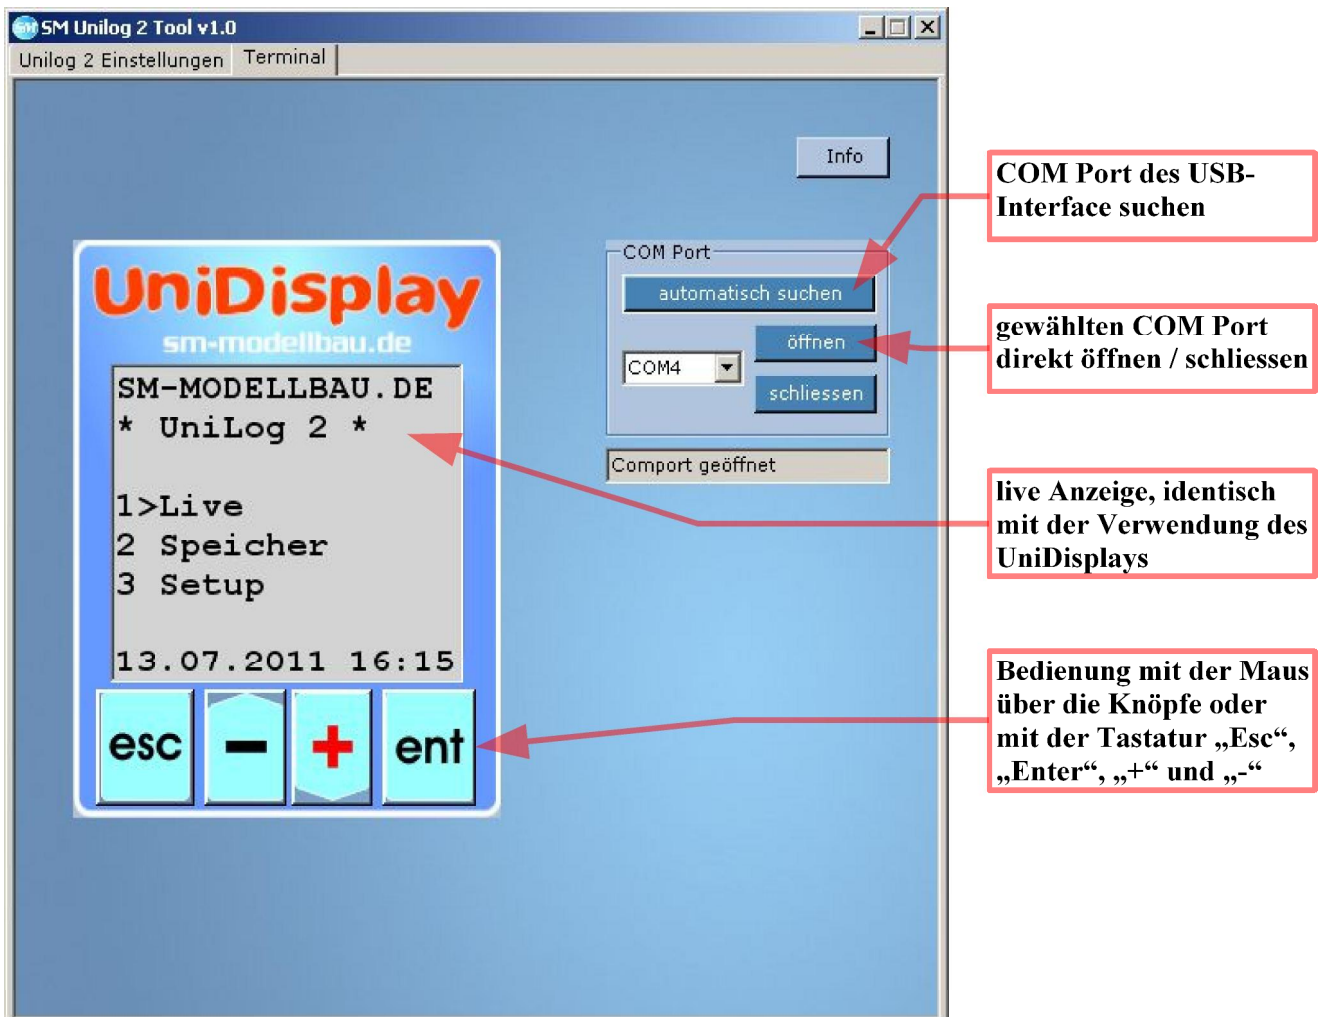 SM Unilog 2 Tool v1.0
Unilog 2 Einstellungen Terminal
Info
UniDisplay
sm-modellbau.de
SM-MODELLBAU.DE
* UniLog 2 *
1>Live
2 Speicher
3 Setup
13.07.2011 16:15
esc - + ent
COM Port
automatisch suchen
öffnen
COM4
schliessen
Comport geöffnet
COM Port des USB-
Interface suchen
gewählten COM Port
direkt öffnen / schliessen
live Anzeige, identisch
mit der Verwendung des
UniDisplays
Bedienung mit der Maus
über die Knöpfe oder
mit der Tastatur „Esc“,
„Enter“, „+“ und „-“